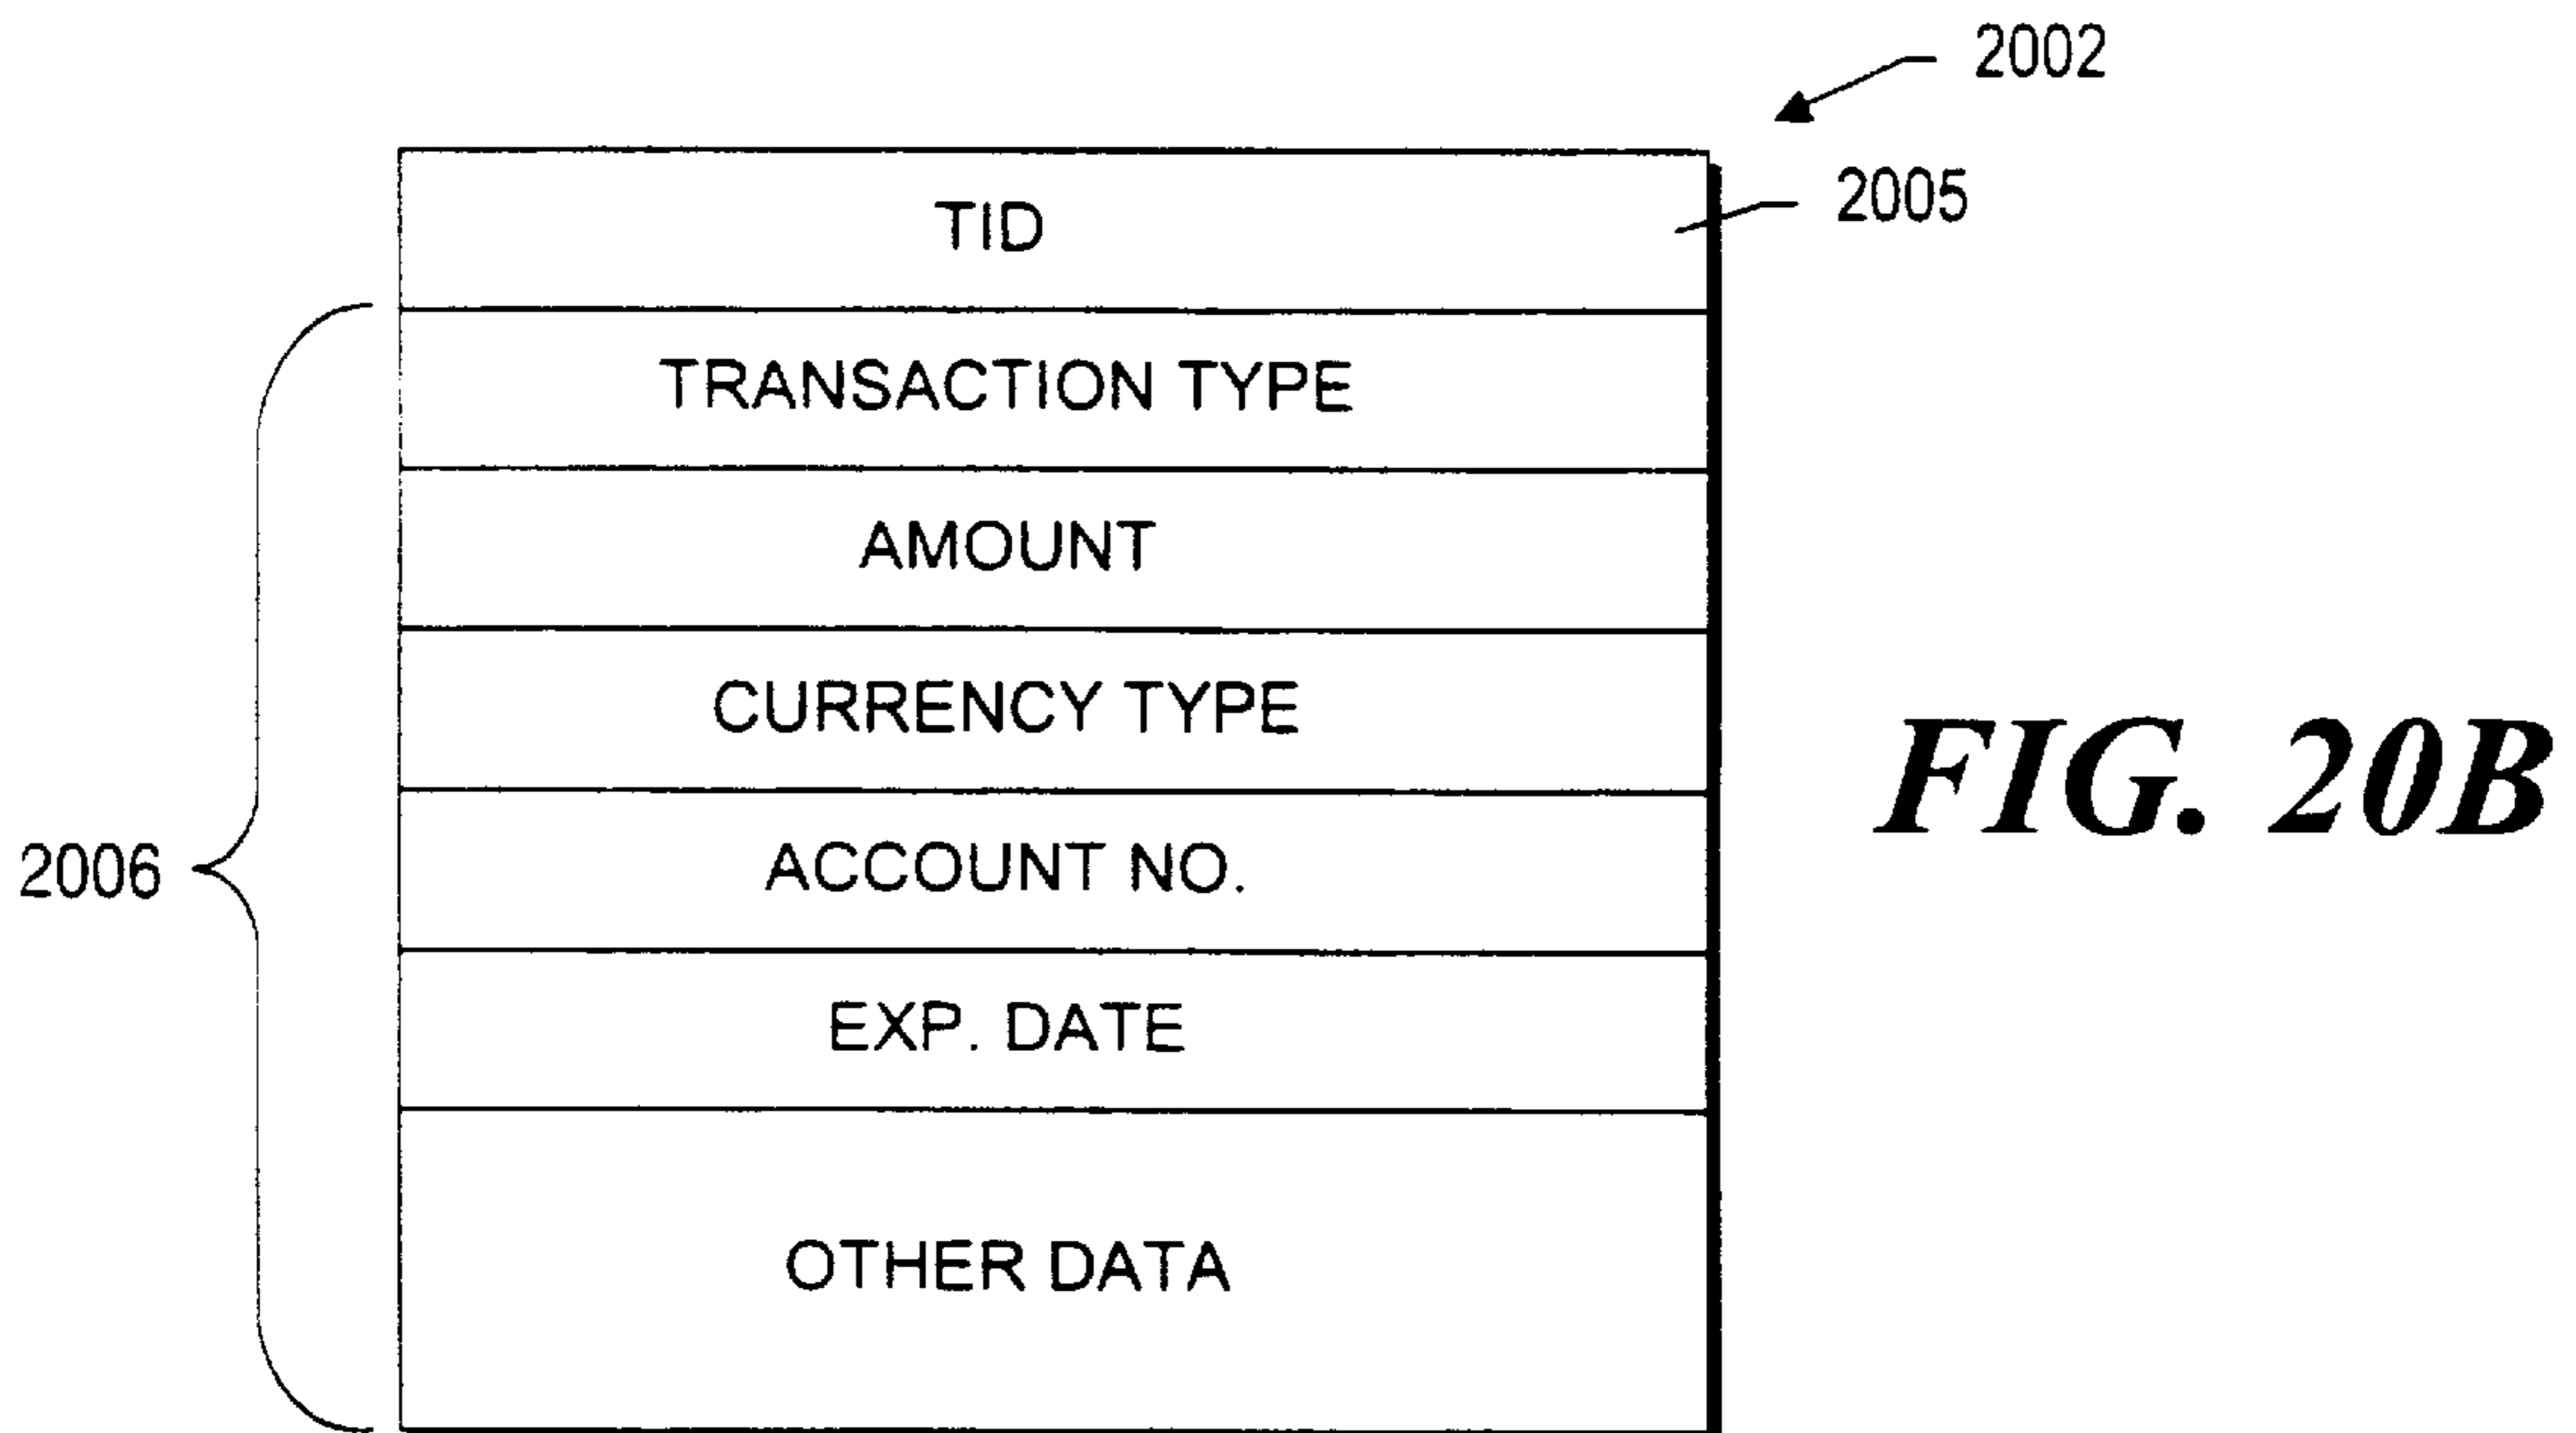 2002
TID
2005
TRANSACTION TYPE
AMOUNT
CURRENCY TYPE
FIG. 20B
ACCOUNT NO.
2006
EXP. DATE
OTHER DATA